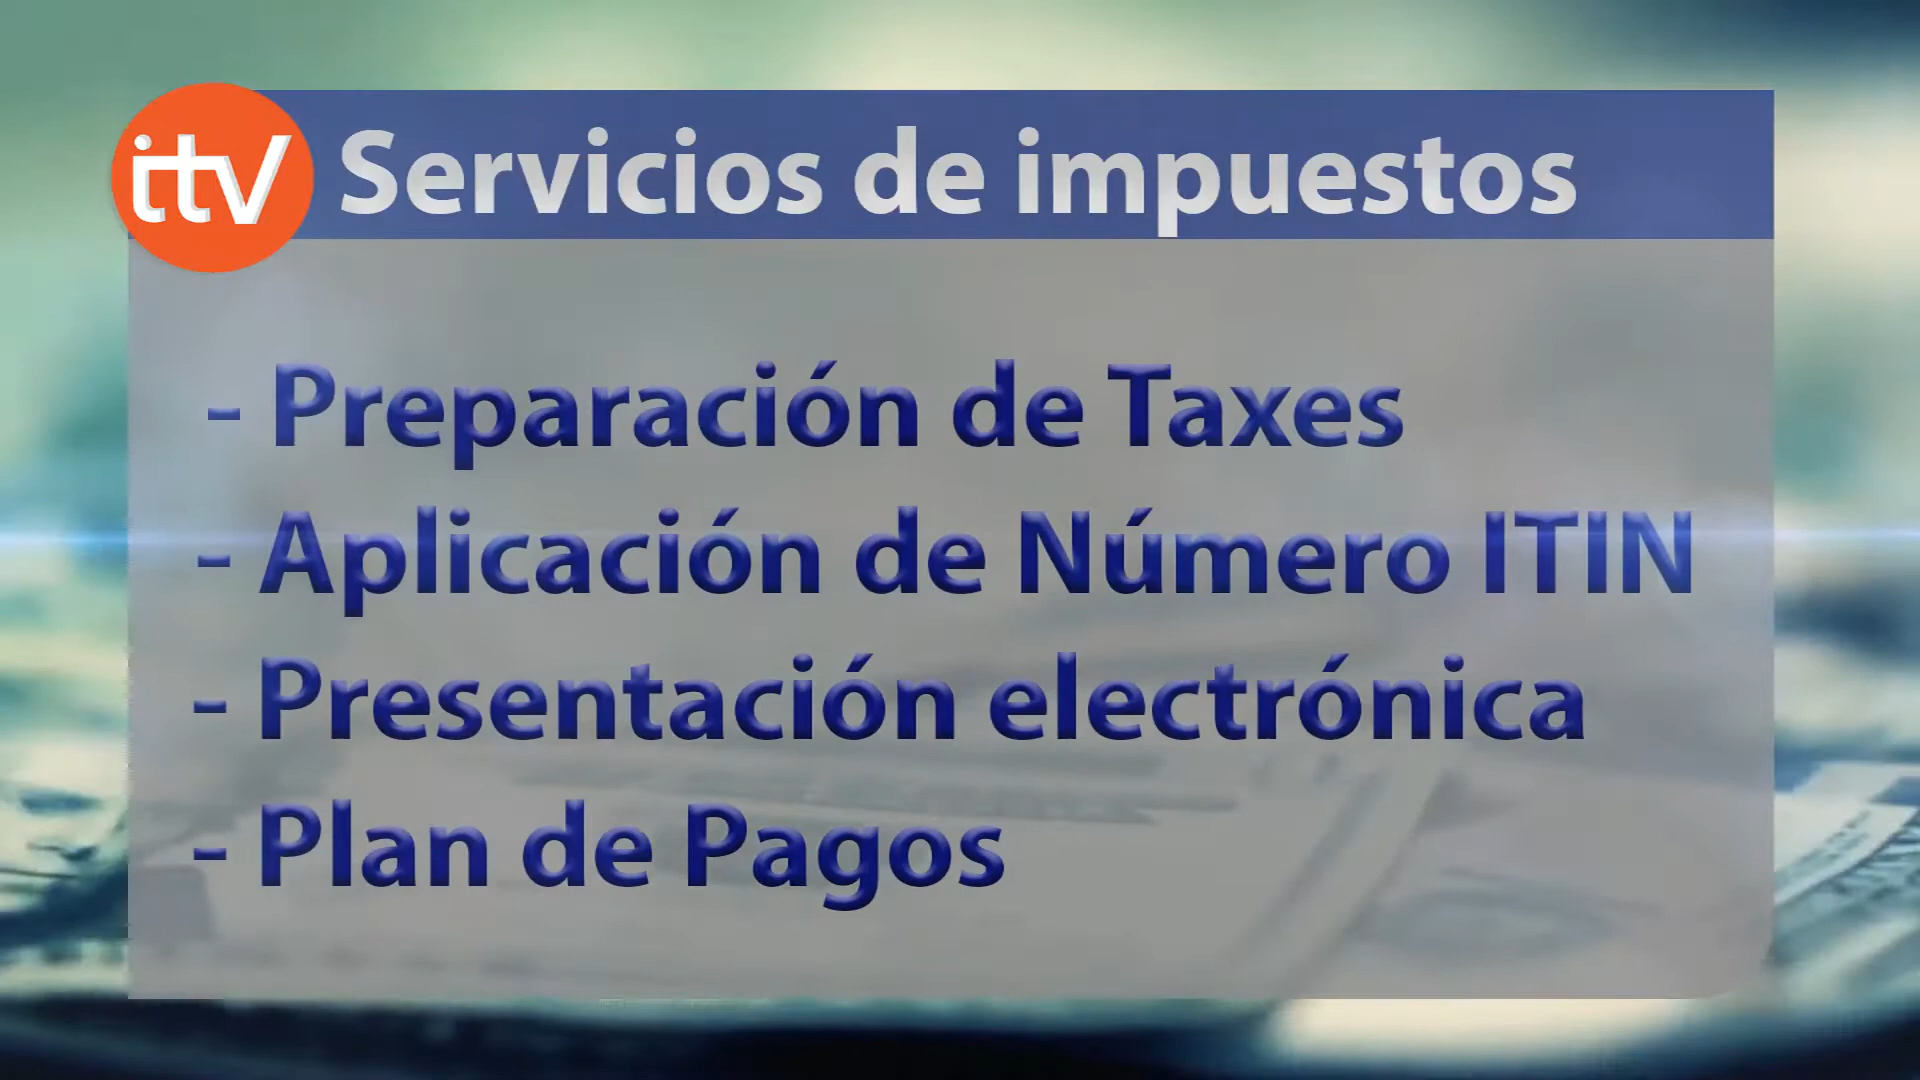 itv
Servicios de impuestos
- Preparación de Taxes
- Aplicación de Número ITIN
- Presentación electrónica
- Plan de Pagos